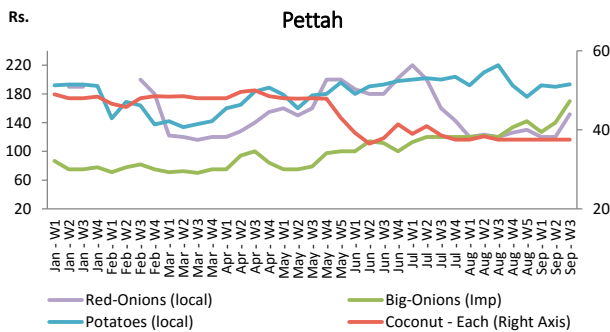 Rs.
Pettah
220
180
140
100
60
20
60
40
20
Jan - W1
Jan - W2
Jan - W3
Jan - W4
Feb - W1
Feb - W2
Feb - W3
Feb - W4
Mar - W1
Mar - W2
Mar - W3
Mar - W4
Apr - W1
Apr - W2
Apr - W3
Apr - W4
May - W1
May - W2
May - W3
May - W4
May - W5
Jun - W1
Jun - W2
Jun - W3
Jun - W4
Jul - W1
Jul - W2
Jul - W3
Jul - W4
Aug - W1
Aug - W2
Aug - W3
Aug - W4
Aug - W5
Sep - W1
Sep - W2
Sep - W3
Red-Onions (local)
Big-Onions (Imp)
Potatoes (local)
Coconut - Each (Right Axis)